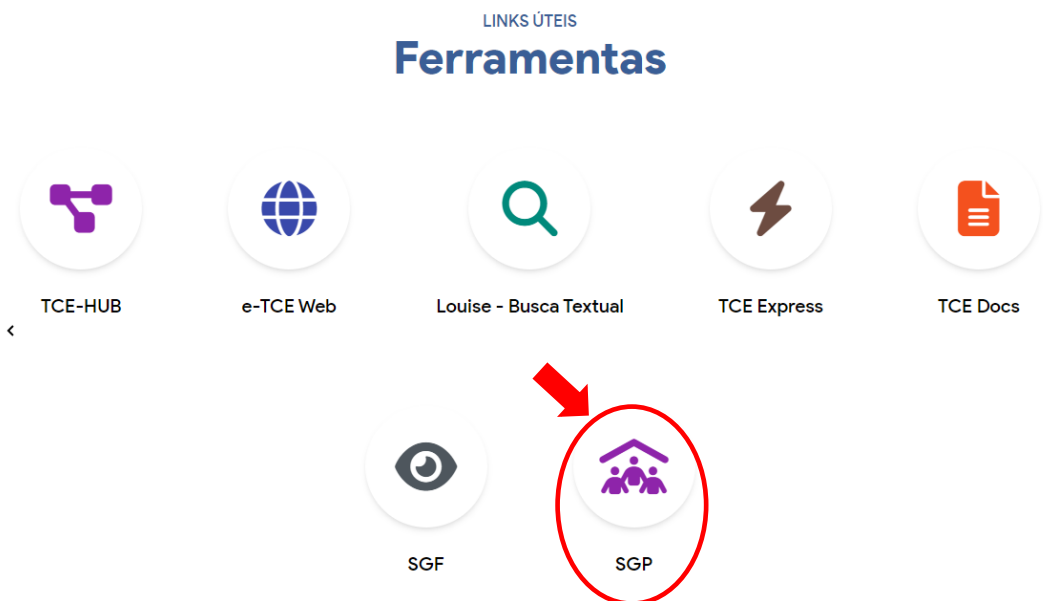 LINKS ÚTEIS
Ferramentas
TCE-HUB
e-TCE Web
Louise - Busca Textual
TCE Express
TCE Docs
SGF
SGP